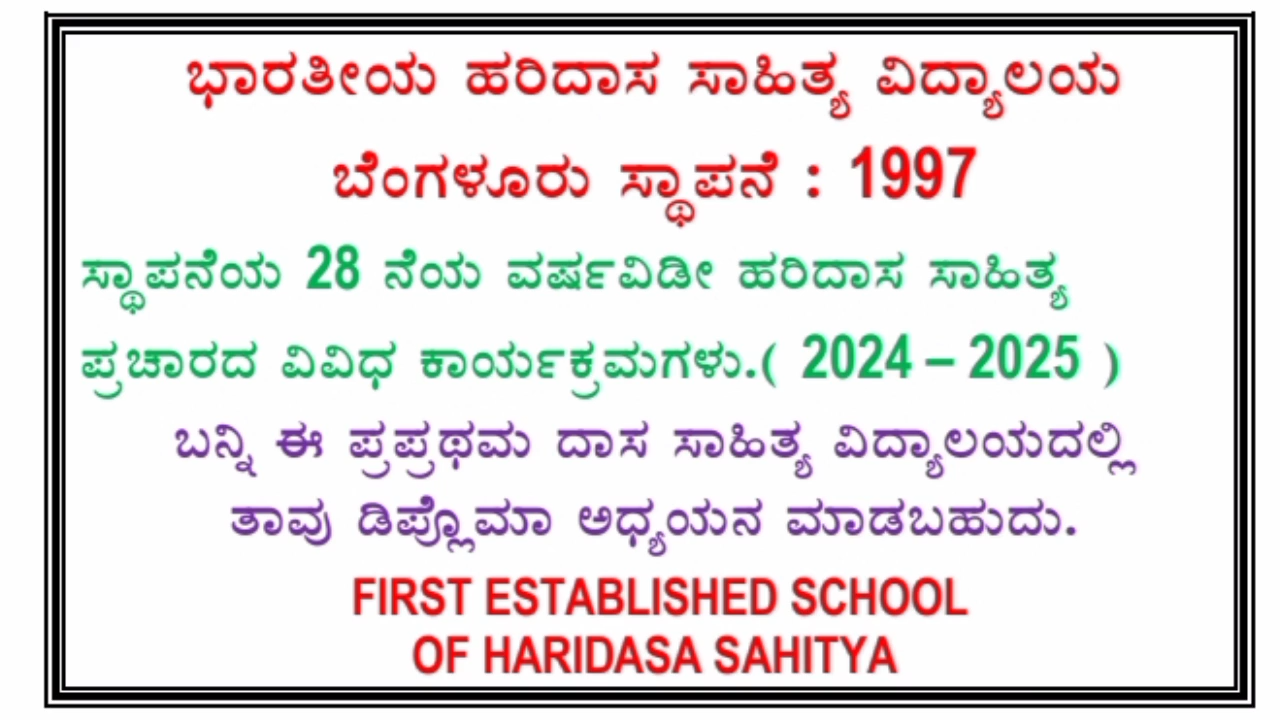 ಭಾರತೀಯ ಹರಿದಾಸ ಸಾಹಿತ್ಯ ವಿದ್ಯಾಲಯ
ಬೆಂಗಳೂರು ಸ್ಥಾಪನೆ : 1997
ಸ್ಥಾಪನೆಯ 28 ನೆಯ ವರ್ಷವಿಡೀ ಹರಿದಾಸ ಸಾಹಿತ್ಯ
ಪ್ರಚಾರದ ವಿವಿಧ ಕಾರ್ಯಕ್ರಮಗಳು.( 2024 – 2025 )
ಬನ್ನಿ ಈ ಪ್ರಪ್ರಥಮ ದಾಸ ಸಾಹಿತ್ಯ ವಿದ್ಯಾಲಯದಲ್ಲಿ
ತಾವು ಡಿಪ್ಲೊಮಾ ಅಧ್ಯಯನ ಮಾಡಬಹುದು.
FIRST ESTABLISHED SCHOOL
OF HARIDASA SAHITYA